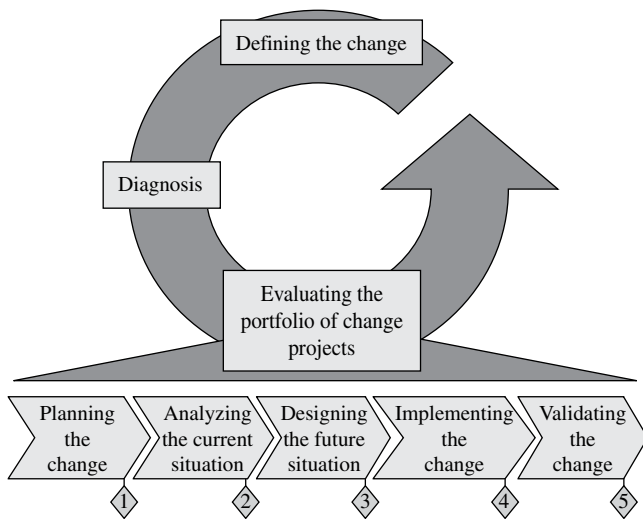 Defining the change
Diagnosis
Evaluating the
portfolio of change
projects
Planning
the
change
Analyzing
the current
situation
Designing
the future
situation
Implementing
the
change
Validating
the
change
1
2
3
4
5